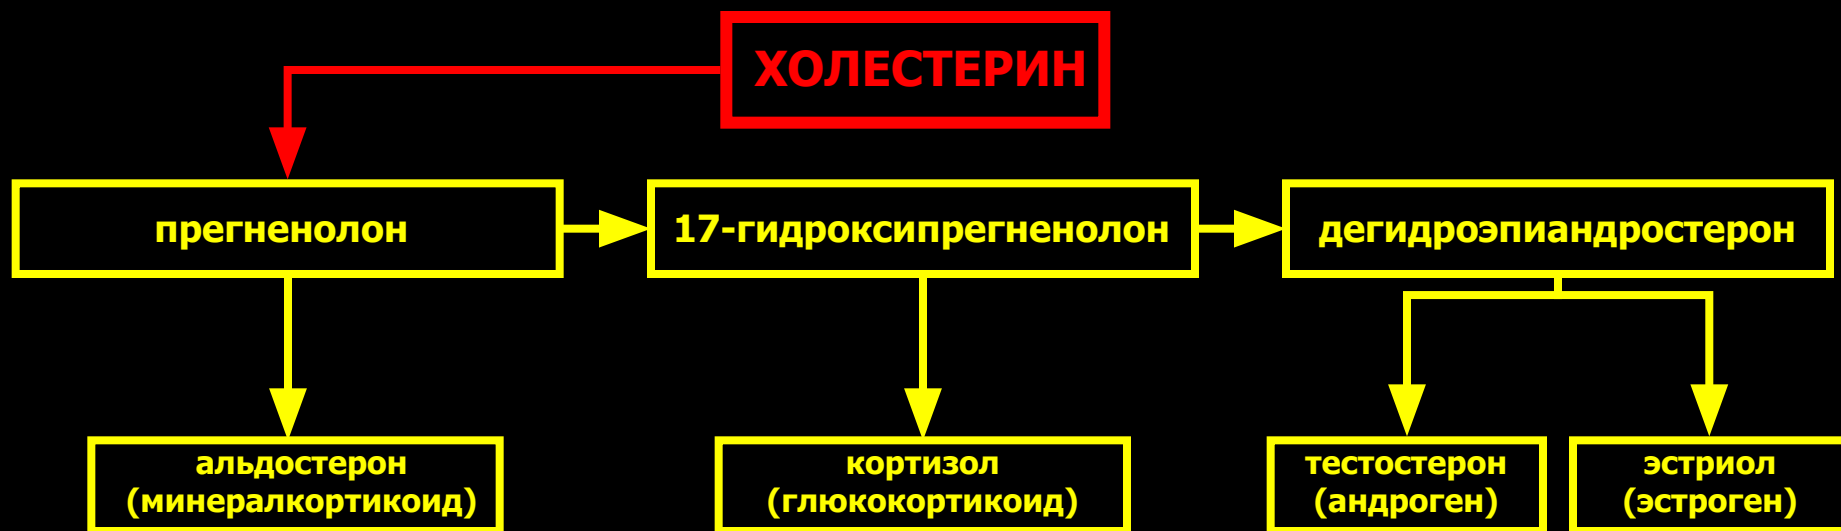 ХОЛЕСТЕРИН
прегненолон
17-гидроксипрегненолон
дегидроэпиандростерон
альдостерон
(минералкортикоид)
кортизол
(глюкокортикоид)
тестостерон
(андроген)
эстриол
(эстроген)